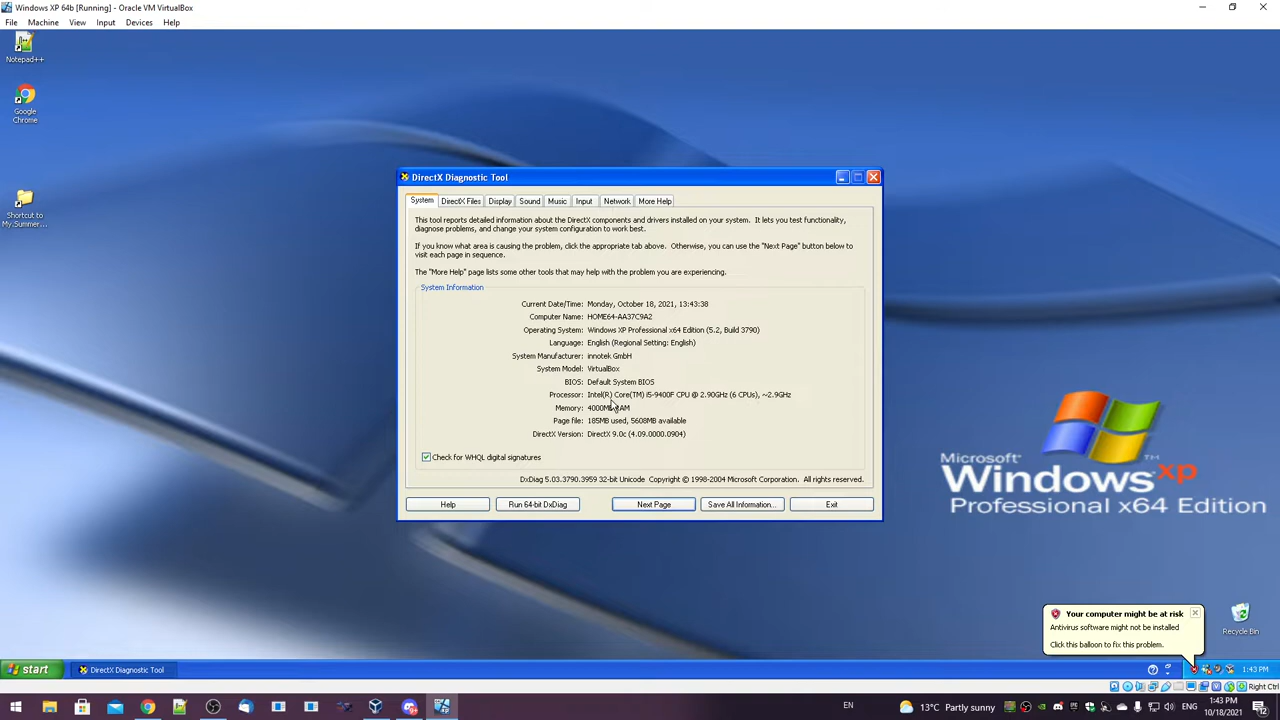 Windows XP 64b [Running] - Oracle VM VirtualBox
File Machine View Input Devices Help
Notepad++
Google
Chrome
Shortcut to
My.Summer...
DirectX Diagnostic Tool
System DirectX Files Display Sound Music Input Network More Help
This tool reports detailed information about the DirectX components and drivers installed on your system. It lets you test functionality,
diagnose problems, and change your system configuration to work best.
If you know what area is causing the problem, click the appropriate tab above. Otherwise, you can use the "Next Page" button below to
visit each page in sequence.
The "More Help" page lists some other tools that may help with the problem you are experiencing.
System Information
Current Date/Time: Monday, October 18, 2021, 13:43:38
Computer Name: HOME64-AA37C9A2
Operating System: Windows XP Professional x64 Edition (5.2, Build 3790)
Language: English (Regional Setting: English)
System Manufacturer: innotek GmbH
System Model: VirtualBox
BIOS: Default System BIOS
Processor: Intel(R) Core(TM) i5-9400F CPU @ 2.90GHz (6 CPUs), ~2.9GHz
Memory: 4000MB RAM
Page file: 185MB used, 5608MB available
DirectX Version: DirectX 9.0c (4.09.0000.0904)
Check for WHQL digital signatures
DxDiag 5.03.3790.3959 32-bit Unicode Copyright © 1998-2004 Microsoft Corporation. All rights reserved.
Help Run 64-bit DxDiag Next Page Save All Information... Exit
Microsoft®
Windows xp
Professional x64 Edition
Your computer might be at risk
Antivirus software might not be installed
Click this balloon to fix this problem.
Recycle Bin
start DirectX Diagnostic Tool 1:43 PM
Right Ctrl
EN 13°C Partly sunny ENG 1:43 PM
10/18/2021 12